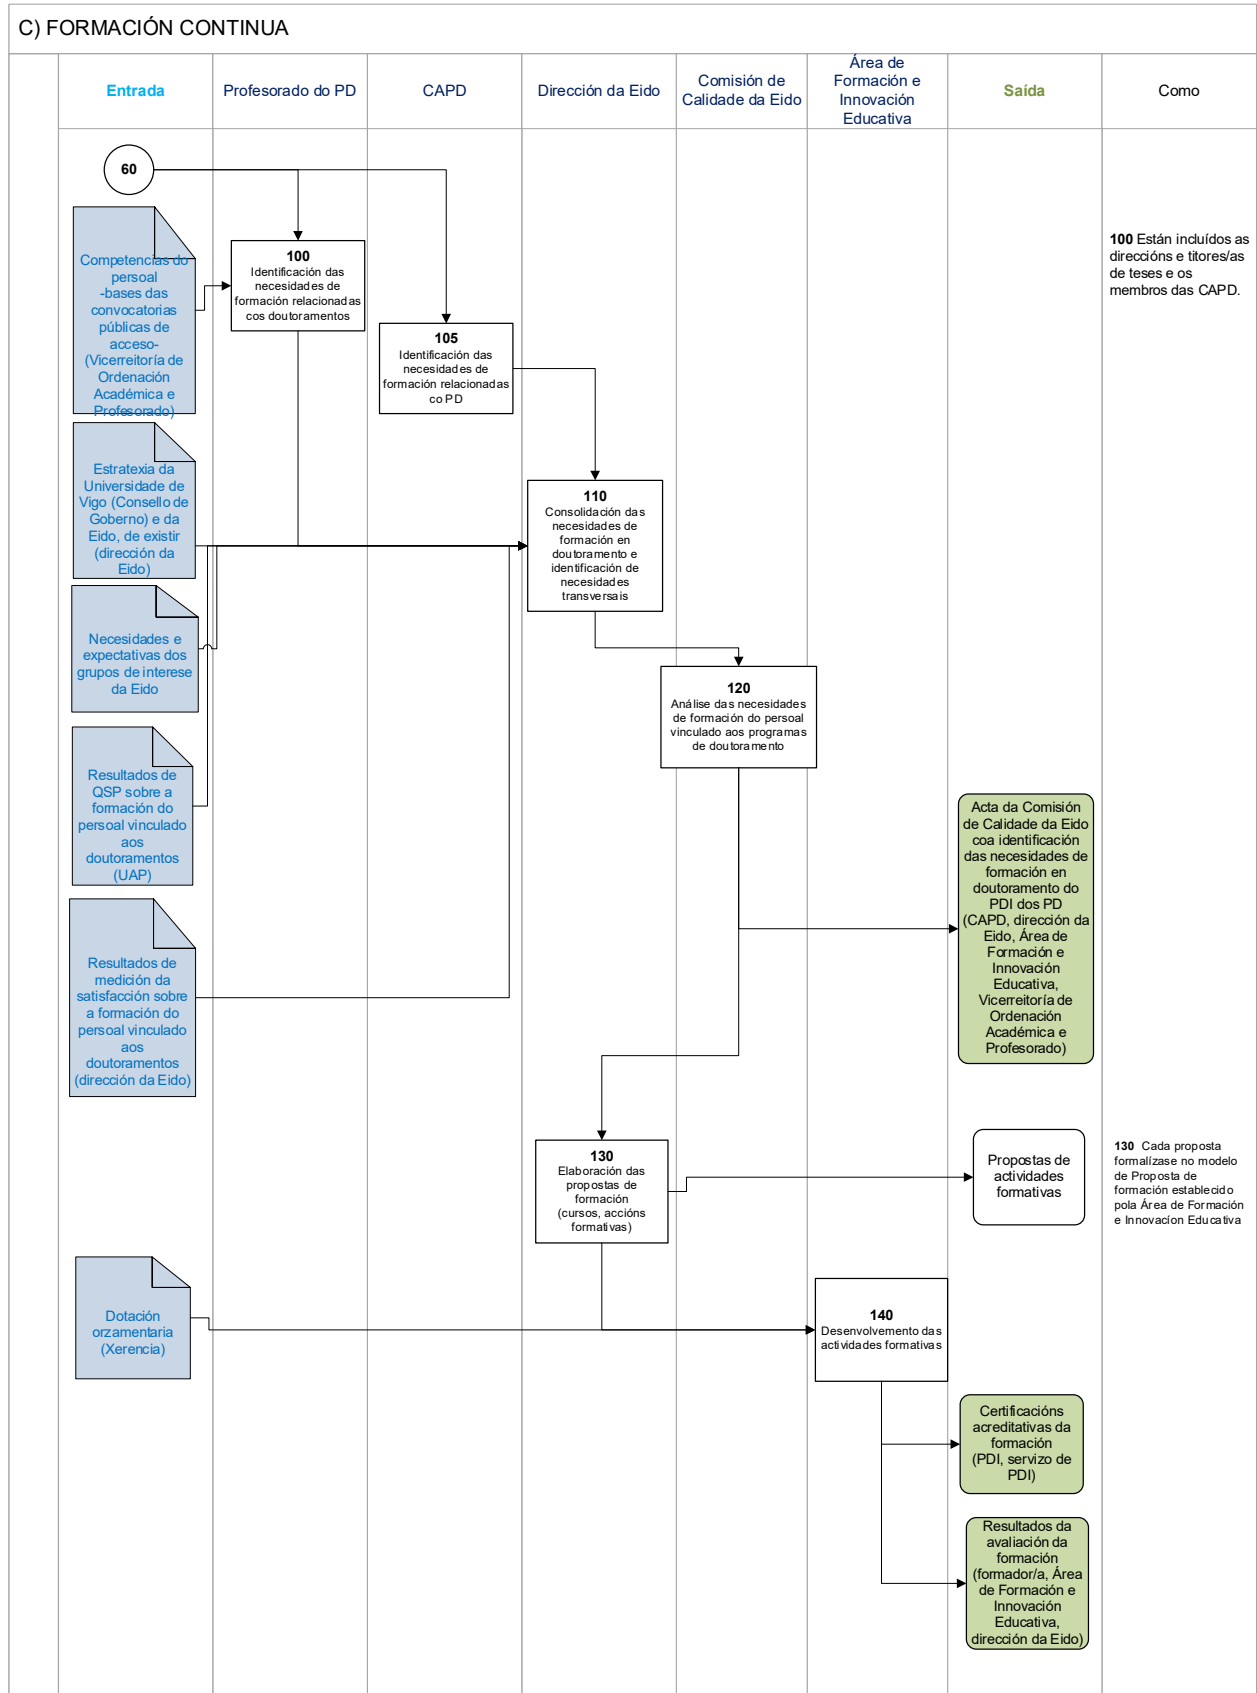 C) FORMACIÓN CONTINUA
Entrada
Profesorado do PD
CAPD
Dirección da Eido
Comisión de
Calidade da Eido
Área de
Formación e
Innovación
Educativa
Saída
Como
60
Competencias do
persoal
-bases das
convocatorias
públicas de
acceso-
(Vicerreitoría de
Ordenación
Académica e
Profesorado)
100
Identificación das
necesidades de
formación relacionadas
cos doutoramentos
100 Están incluídos as
direccións e titores/as
de teses e os
membros das CAPD.
105
Identificación das
necesidades de
formación relacionadas
co PD
Estratexia da
Universidade de
Vigo (Consello de
Goberno) e da
Eido, de existir
(dirección da
Eido)
110
Consolidación das
necesidades de
formación en
doutoramento e
identificación de
necesidades
transversais
Necesidades e
expectativas dos
grupos de interese
da Eido
120
Análise das necesidades
de formación do persoal
vinculado aos programas
de doutoramento
Resultados de
QSP sobre a
formación do
persoal vinculado
aos
doutoramentos
(UAP)
Acta da Comisión
de Calidade da Eido
coa identificación
das necesidades de
formación en
doutoramento do
PDI dos PD
(CAPD, dirección da
Eido, Área de
Formación e
Innovación
Educativa,
Vicerreitoría de
Ordenación
Académica e
Profesorado)
Resultados de
medición da
satisfacción sobre
a formación do
persoal vinculado
aos
doutoramentos
(dirección da Eido)
130
Elaboración das
propostas de
formación
(cursos, accións
formativas)
Propostas de
actividades
formativas
130 Cada proposta
formalízase no modelo
de Proposta de
formación establecido
pola Área de Formación
e Innovacíon Educativa
Dotación
orzamentaria
(Xerencia)
140
Desenvolvemento das
actividades formativas
Certificacións
acreditativas da
formación
(PDI, servizo de
PDI)
Resultados da
avaliación da
formación
(formador/a, Área
de Formación e
Innovación
Educativa,
dirección da Eido)